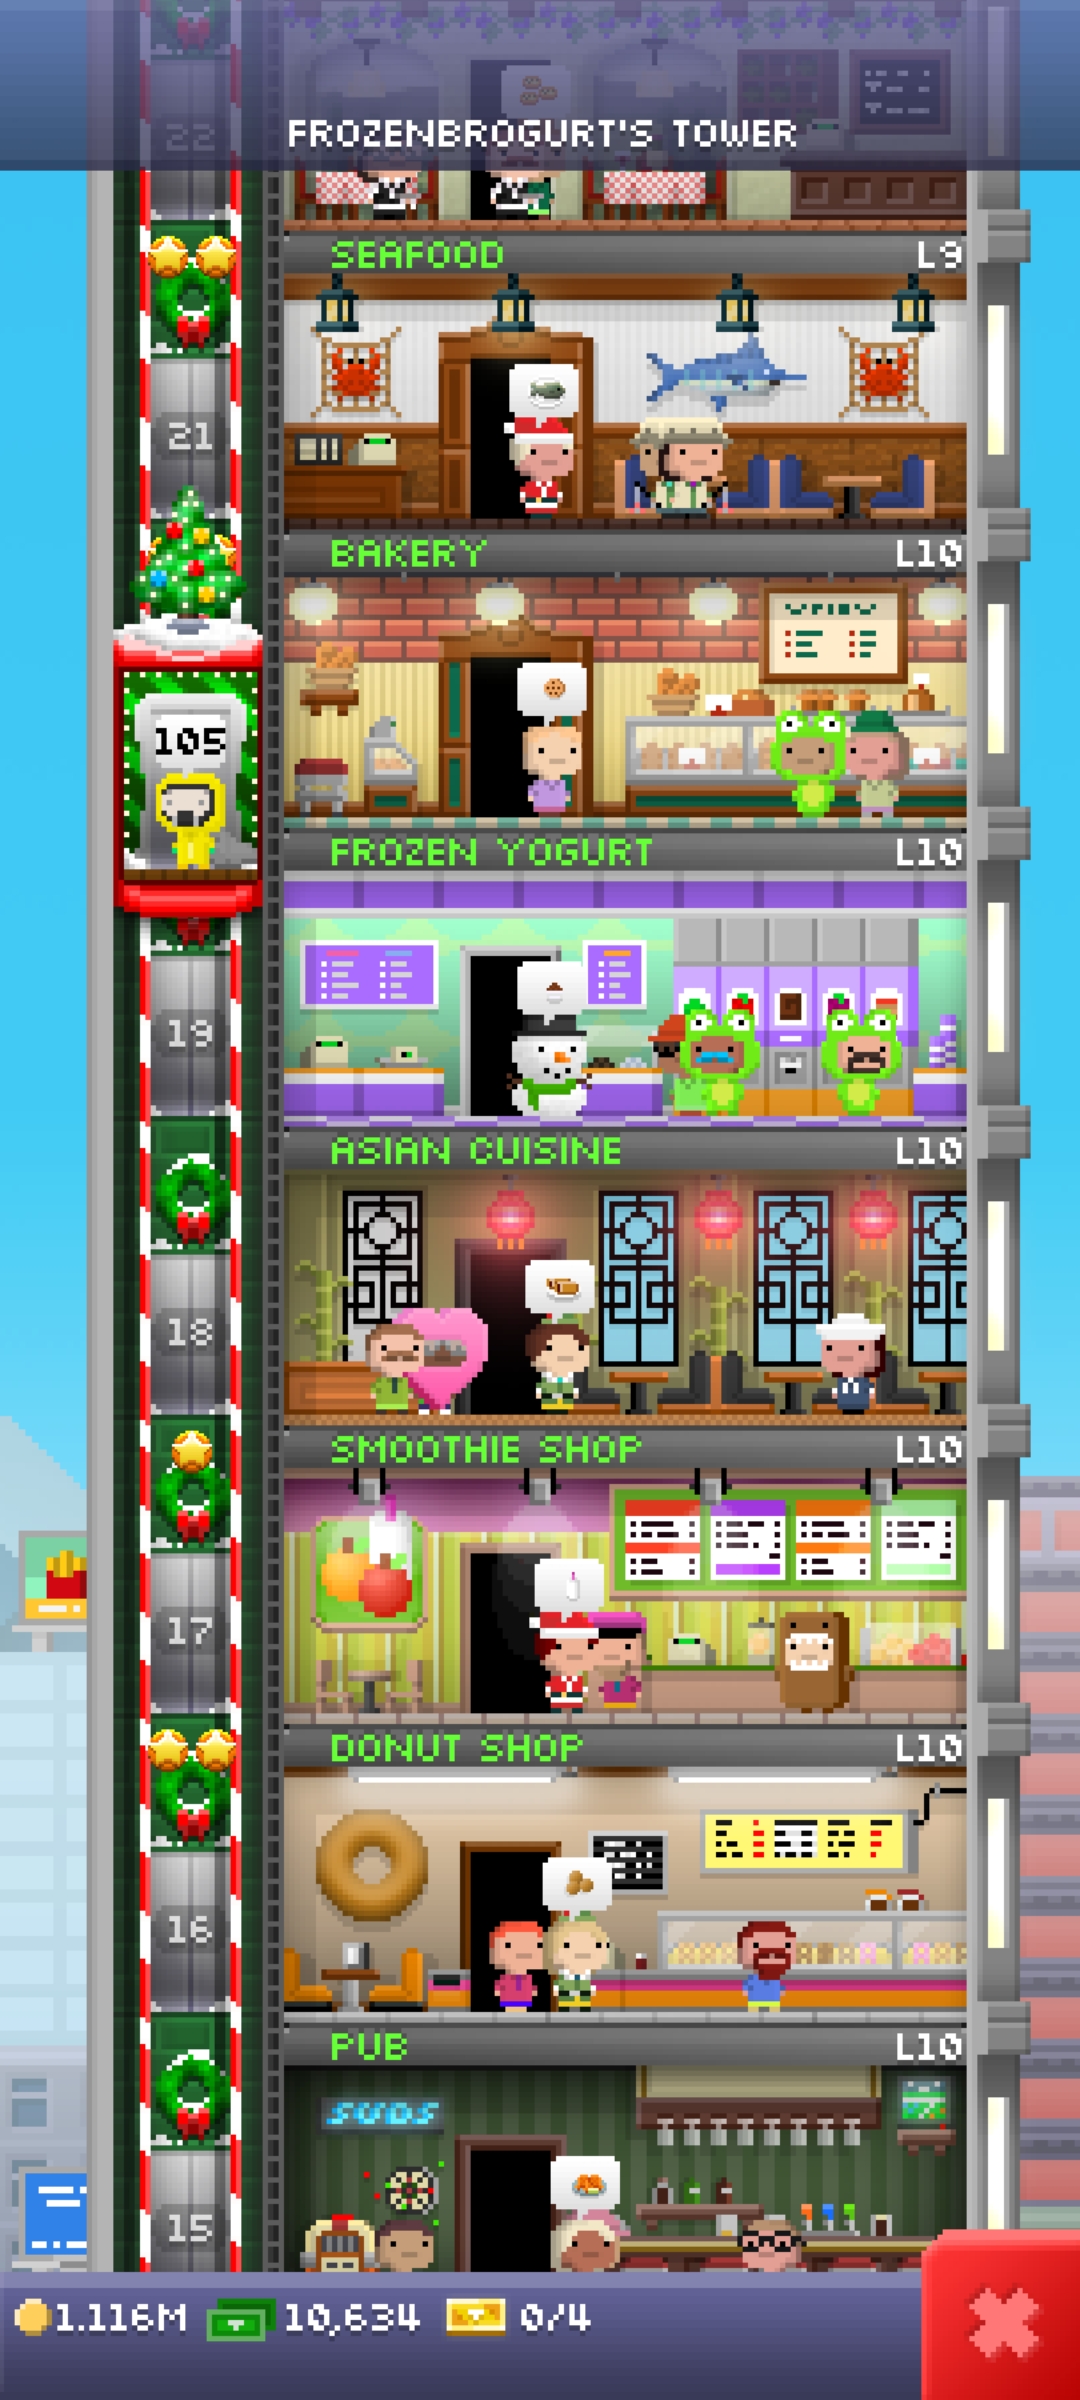 22
FROZENBROGURT'S TOWER
SEAFOOD L9
21
BAKERY L10
105
FROZEN YOGURT L10
19
ASIAN CUISINE L10
18
SMOOTHIE SHOP L10
17
DONUT SHOP L10
16
PUB L10
SUDS
15
1.116M 10,634 0/4